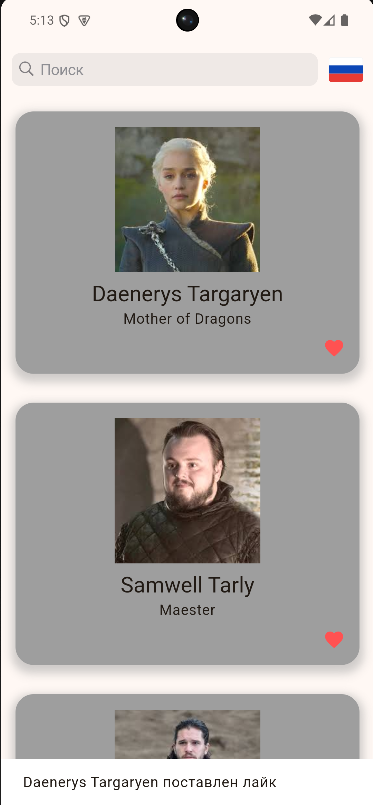 5:13
Поиск
Daenerys Targaryen
Mother of Dragons
Samwell Tarly
Maester
Daenerys Targaryen поставлен лайк